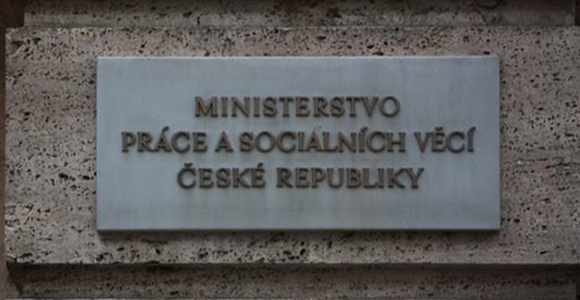 MINISTERSTVO
PRÁCE A SOCIÁLNÍCH VĚCÍ
ČESKÉ REPUBLIKY